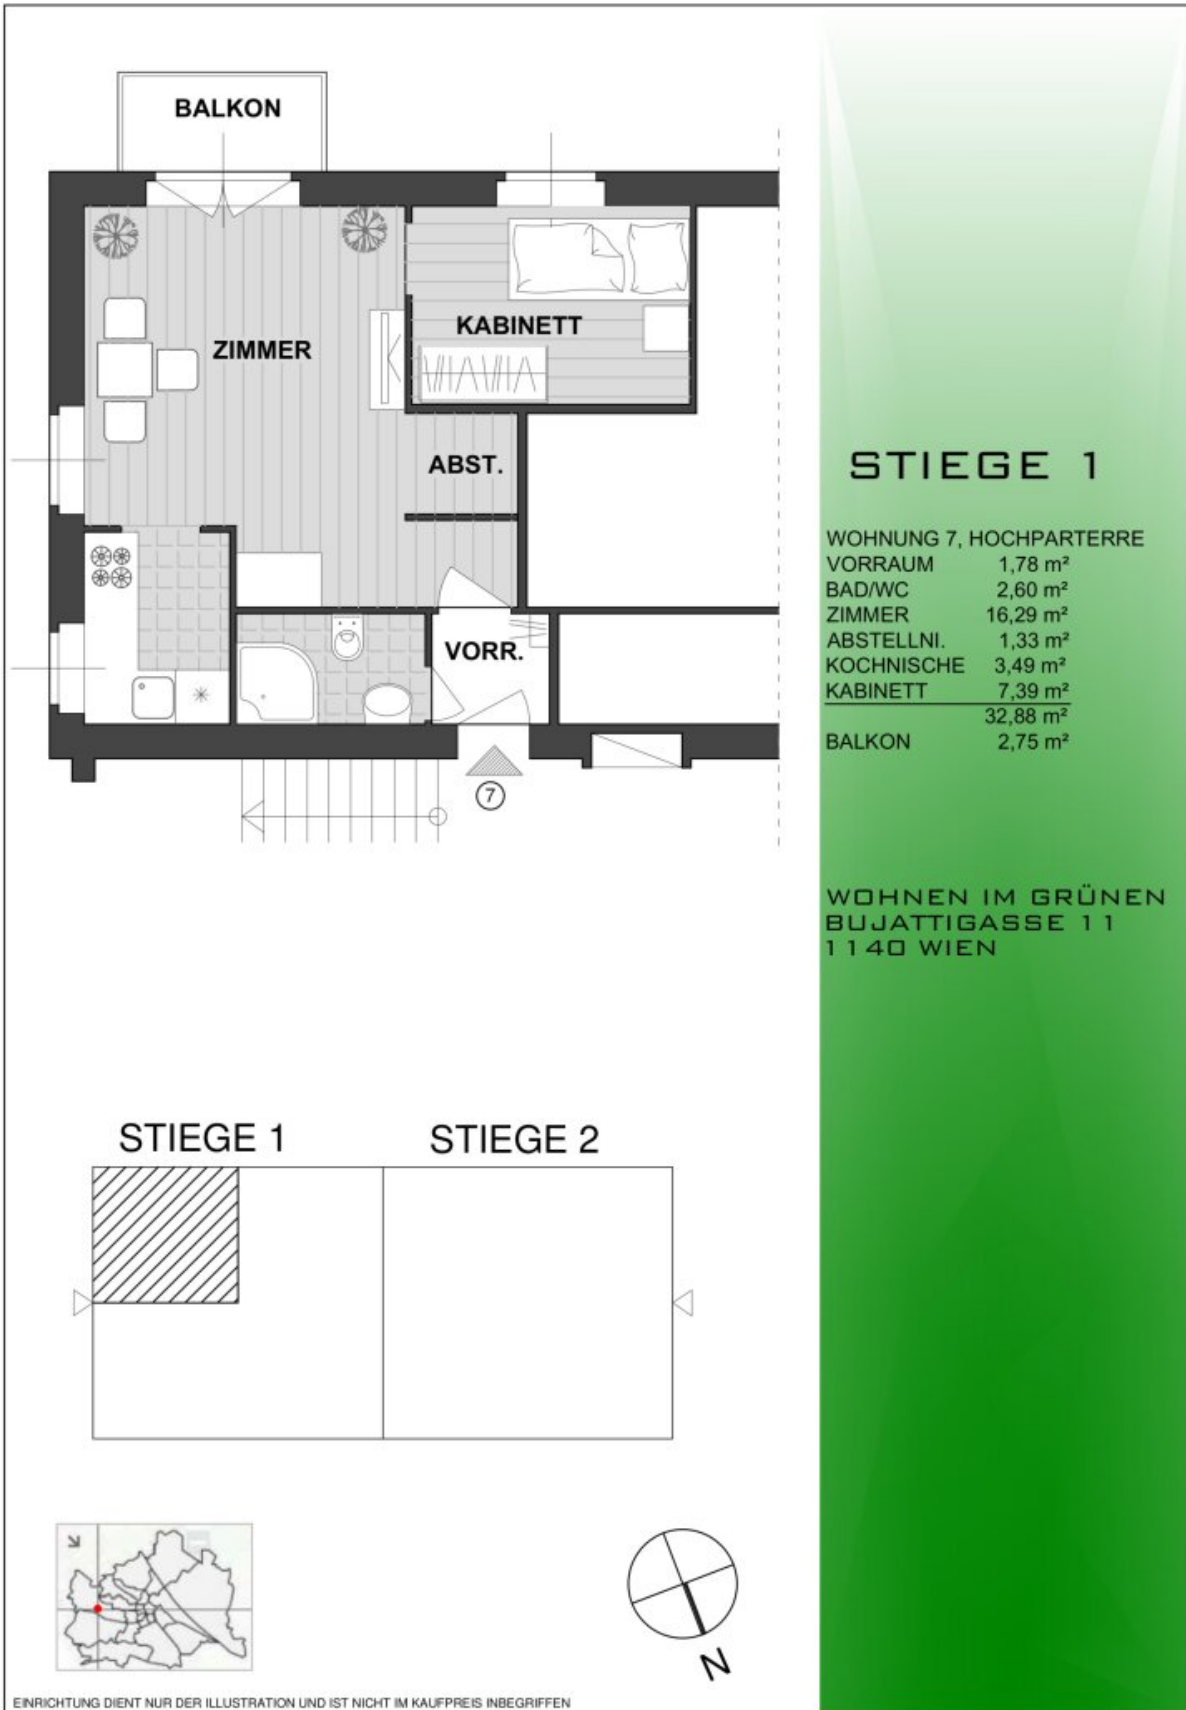 BALKON
ZIMMER
KABINETT
ABST.
VORR.
7
STIEGE 1
WOHNUNG 7, HOCHPARTERRE
VORRAUM 1,78 m²
BAD/WC 2,60 m²
ZIMMER 16,29 m²
ABSTELLNI. 1,33 m²
KOCHNISCHE 3,49 m²
KABINETT 7,39 m²
32,88 m²
BALKON 2,75 m²
WOHNEN IM GRÜNEN
BUJATTIGASSE 11
1140 WIEN
STIEGE 1 STIEGE 2
N
EINRICHTUNG DIENT NUR DER ILLUSTRATION UND IST NICHT IM KAUFPREIS INBEGRIFFEN